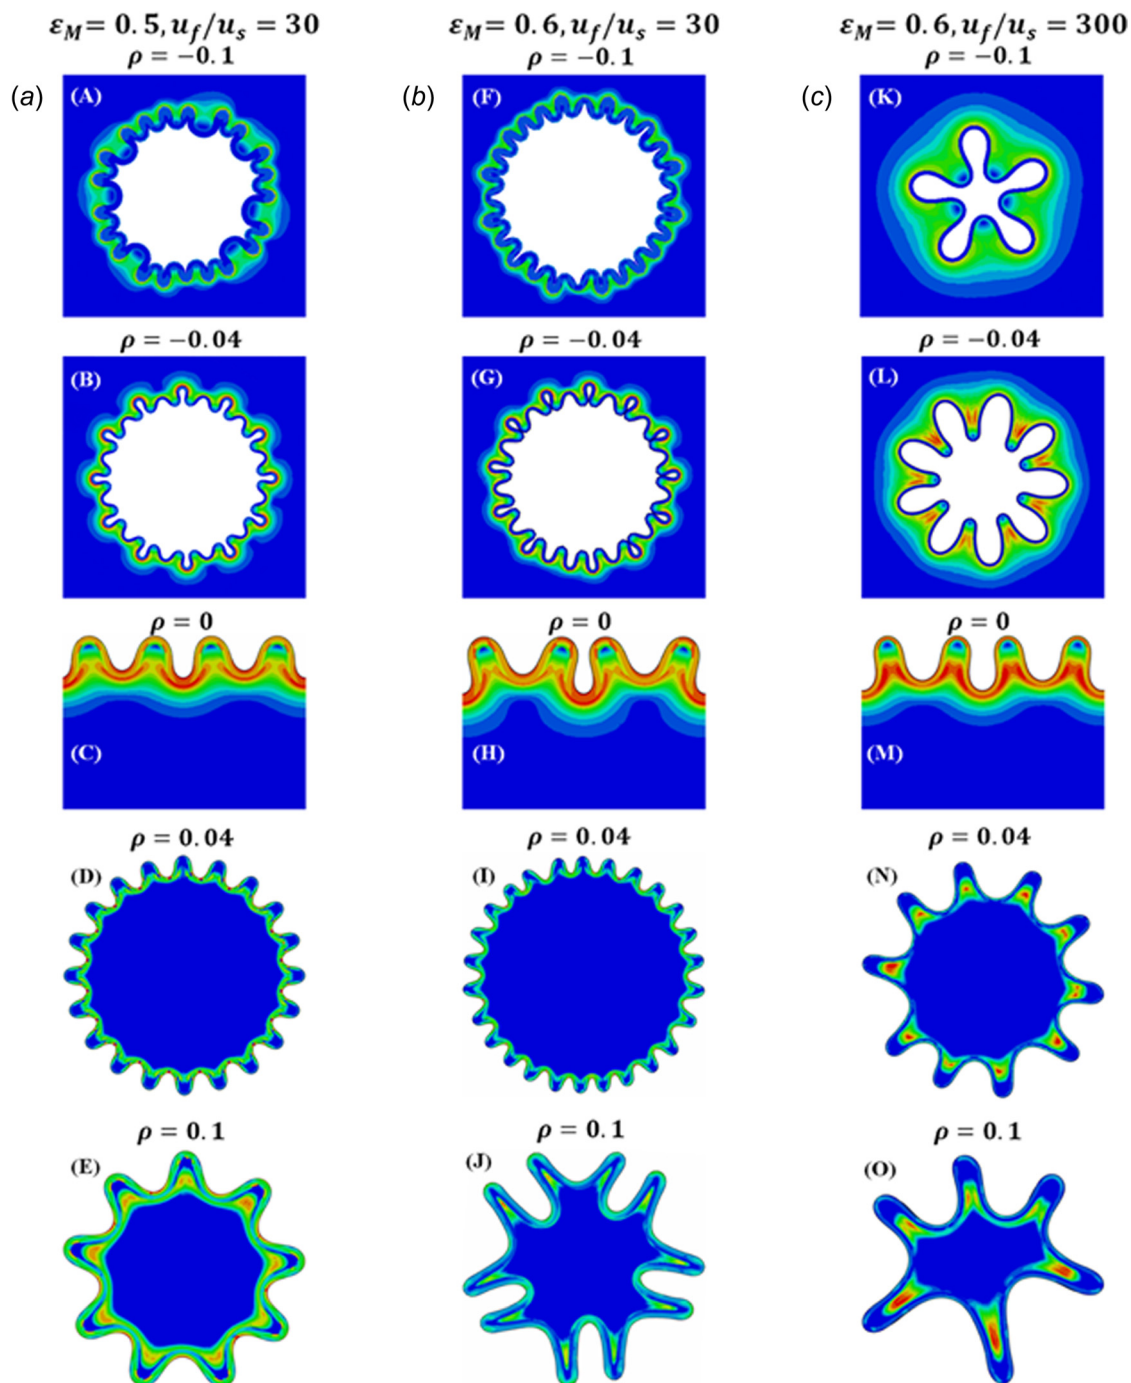 ε_M = 0.5, u_f/u_s = 30 ε_M = 0.6, u_f/u_s = 30 ε_M = 0.6, u_f/u_s = 300
ρ = −0.1 ρ = −0.1 ρ = −0.1
(a) (A) (b) (F) (c) (K)
ρ = −0.04 ρ = −0.04 ρ = −0.04
(B) (G) (L)
ρ = 0 ρ = 0 ρ = 0
(C) (H) (M)
ρ = 0.04 ρ = 0.04 ρ = 0.04
(D) (I) (N)
ρ = 0.1 ρ = 0.1 ρ = 0.1
(E) (J) (O)